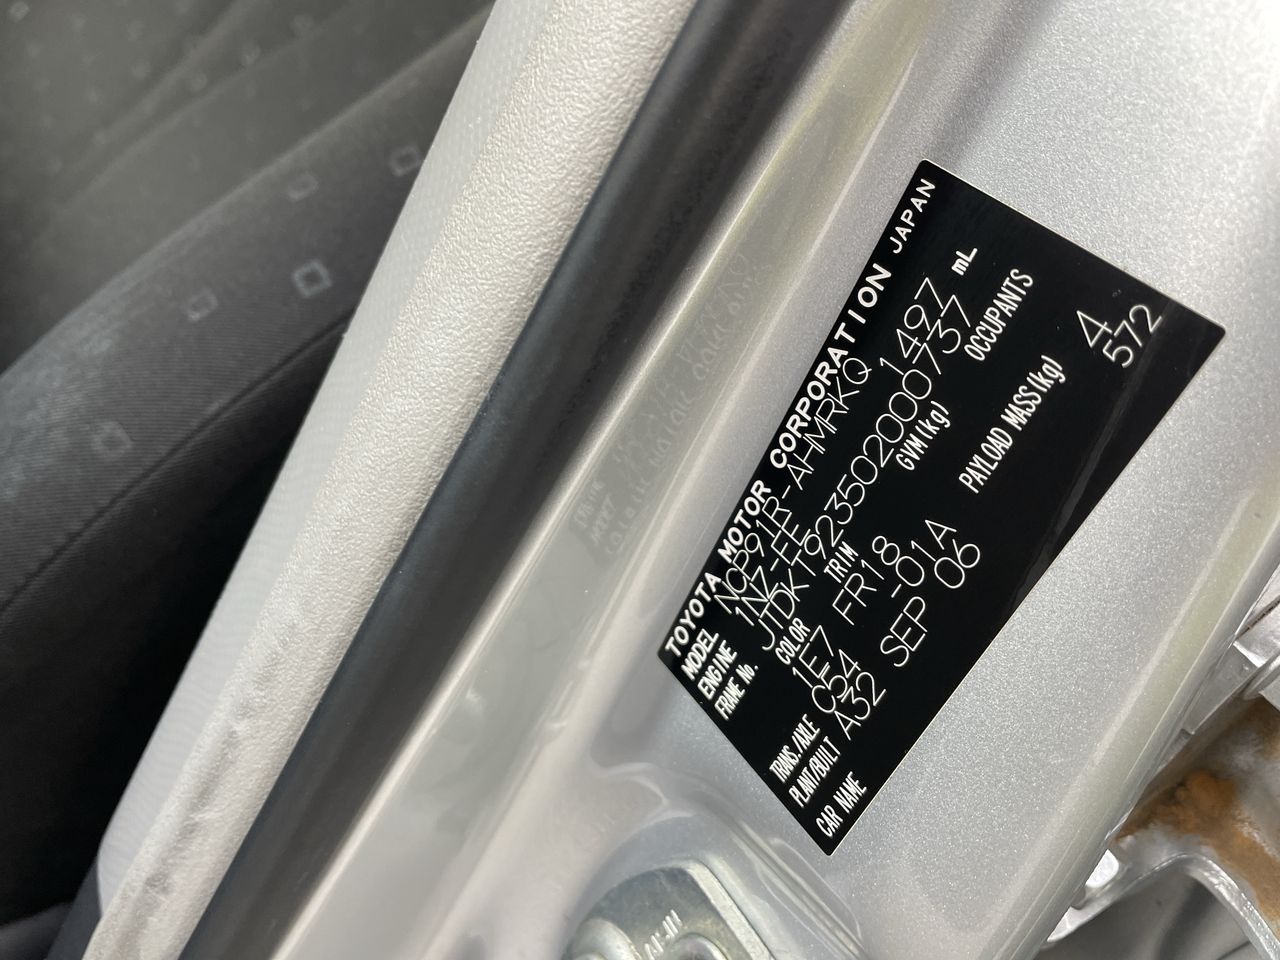 TOYOTA MOTOR CORPORATION JAPAN
MODEL NCP91R-AHMRKQ
ENGINE 1NZ-FE 1497 mL
FRAME No. JTDKT923502000737
COLOR TRIM GVM(kg) OCCUPANTS
1E7 FR18 4
TRANS./AXLE C54 -01A PAYLOAD MASS(kg) 572
PLANT/BUILT A32 SEP 06
CAR NAME